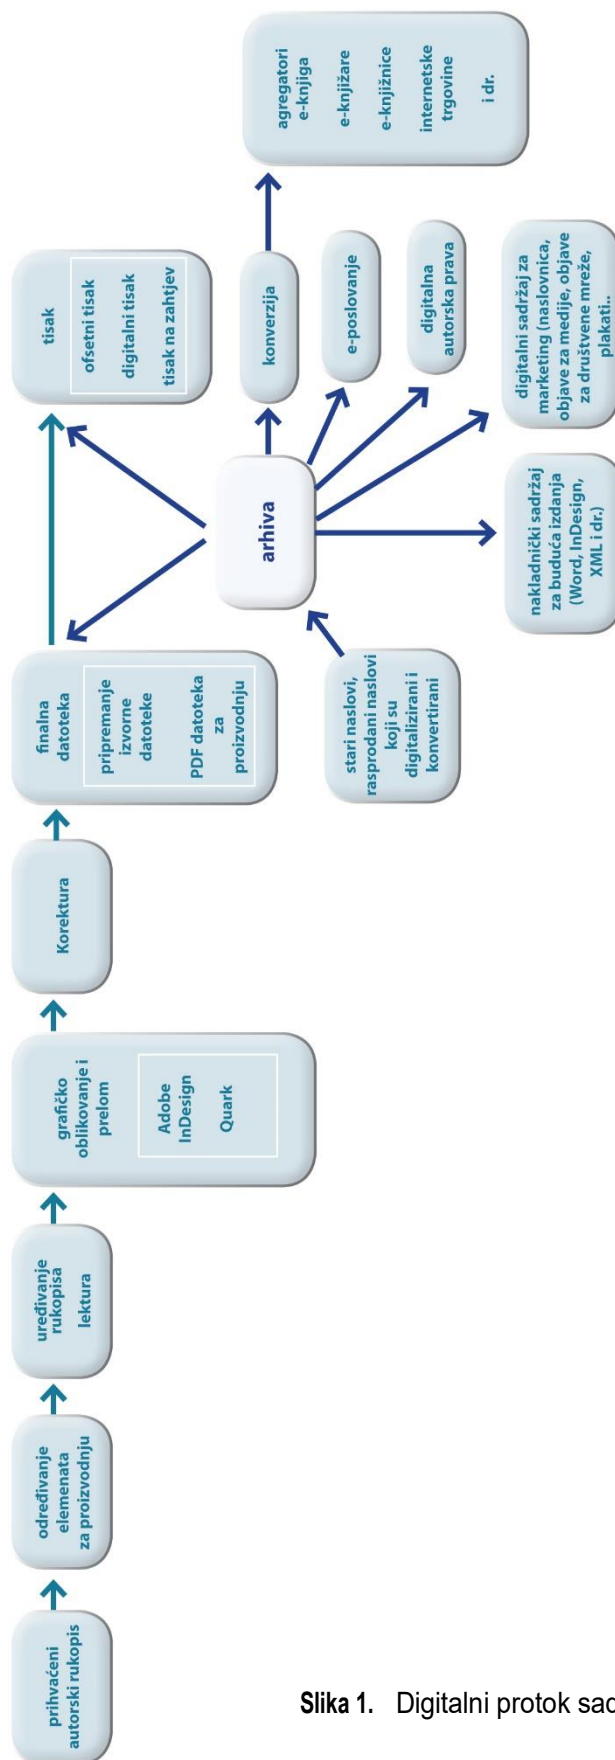 prihvaćeni
autorski rukopis
određivanje
elemenata
za proizvodnju
uređivanje
rukopisa
lektura
grafičko
oblikovanje i
prelom
Adobe
InDesign
Quark
Korektura
finalna
datoteka
pripremanje
izvorne
datoteke
PDF datoteka
za
proizvodnju
tisak
ofsetni tisak
digitalni tisak
tisak na zahtjev
stari naslovi,
rasprodani naslovi
koji su
digitalizirani i
konvertirani
arhiva
konverzija
e-poslovanje
digitalna
autorska prava
agregatori
e-knjiga
e-knjižare
e-knjižnice
internetske
trgovine
i dr.
nakladnički sadržaj
za buduća izdanja
(Word, InDesign,
XML i dr.)
digitalni sadržaj za
marketing (naslovnica,
objave za medije, objave
za društvene mreže,
plakati..
Slika 1. Digitalni protok